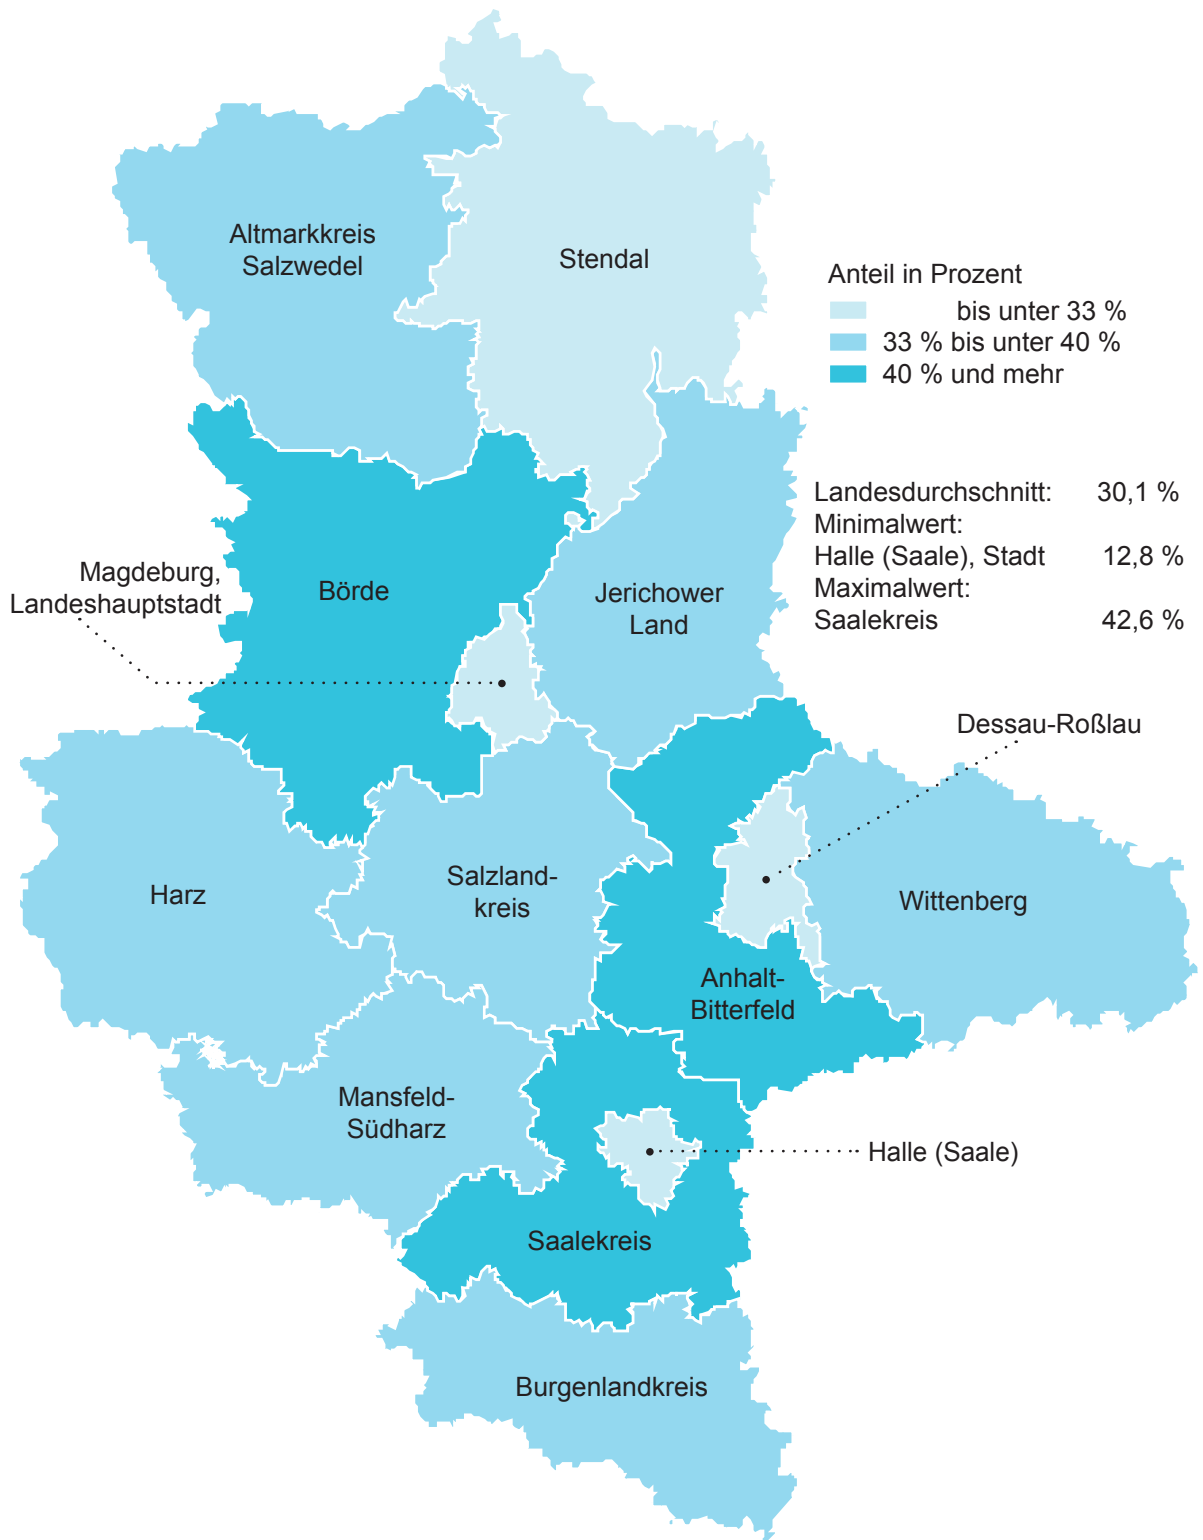 Altmarkkreis
Salzwedel
Stendal
Anteil in Prozent
bis unter 33 %
33 % bis unter 40 %
40 % und mehr
Landesdurchschnitt: 30,1 %
Minimalwert:
Halle (Saale), Stadt 12,8 %
Maximalwert:
Saalekreis 42,6 %
Magdeburg,
Landeshauptstadt
Börde
Jerichower
Land
Dessau-Roßlau
Harz
Salzland-
kreis
Wittenberg
Anhalt-
Bitterfeld
Mansfeld-
Südharz
Halle (Saale)
Saalekreis
Burgenlandkreis